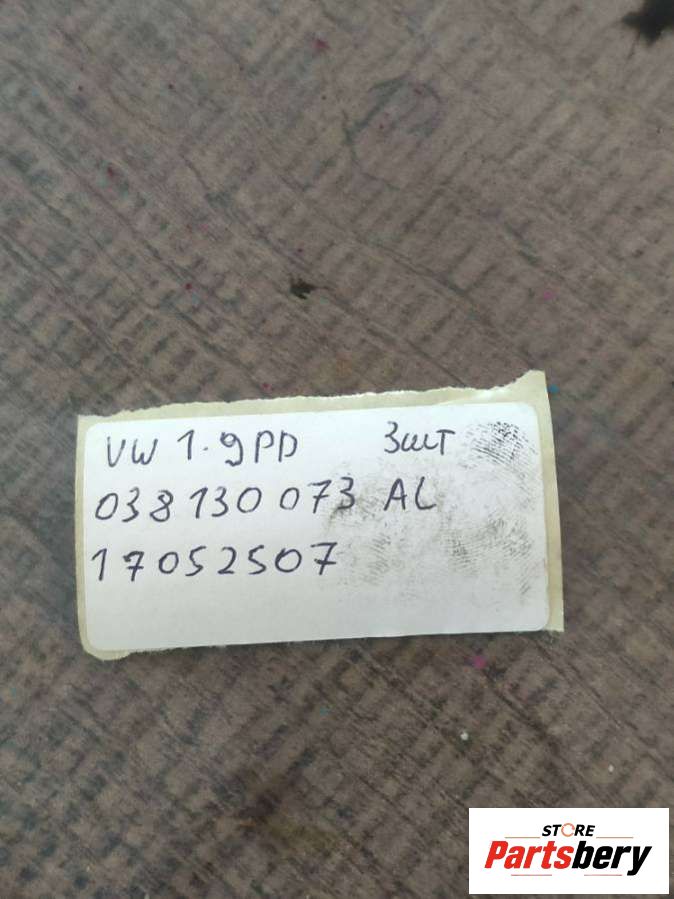 VW 1.9PD 3шт
038 130 073 AL
17052507
STORE
Partsbery